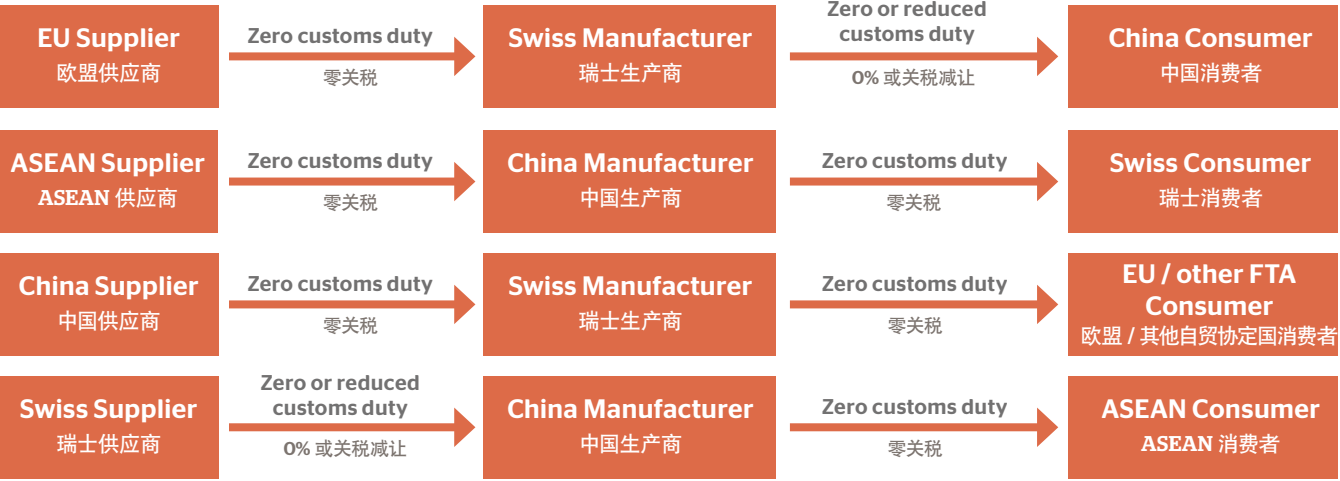 EU Supplier
欧盟供应商
Zero customs duty
零关税
Swiss Manufacturer
瑞士生产商
Zero or reduced
customs duty
0% 或关税减让
China Consumer
中国消费者
ASEAN Supplier
ASEAN 供应商
Zero customs duty
零关税
China Manufacturer
中国生产商
Zero customs duty
零关税
Swiss Consumer
瑞士消费者
China Supplier
中国供应商
Zero customs duty
零关税
Swiss Manufacturer
瑞士生产商
Zero customs duty
零关税
EU / other FTA
Consumer
欧盟 / 其他自贸协定国消费者
Swiss Supplier
瑞士供应商
Zero or reduced
customs duty
0% 或关税减让
China Manufacturer
中国生产商
Zero customs duty
零关税
ASEAN Consumer
ASEAN 消费者